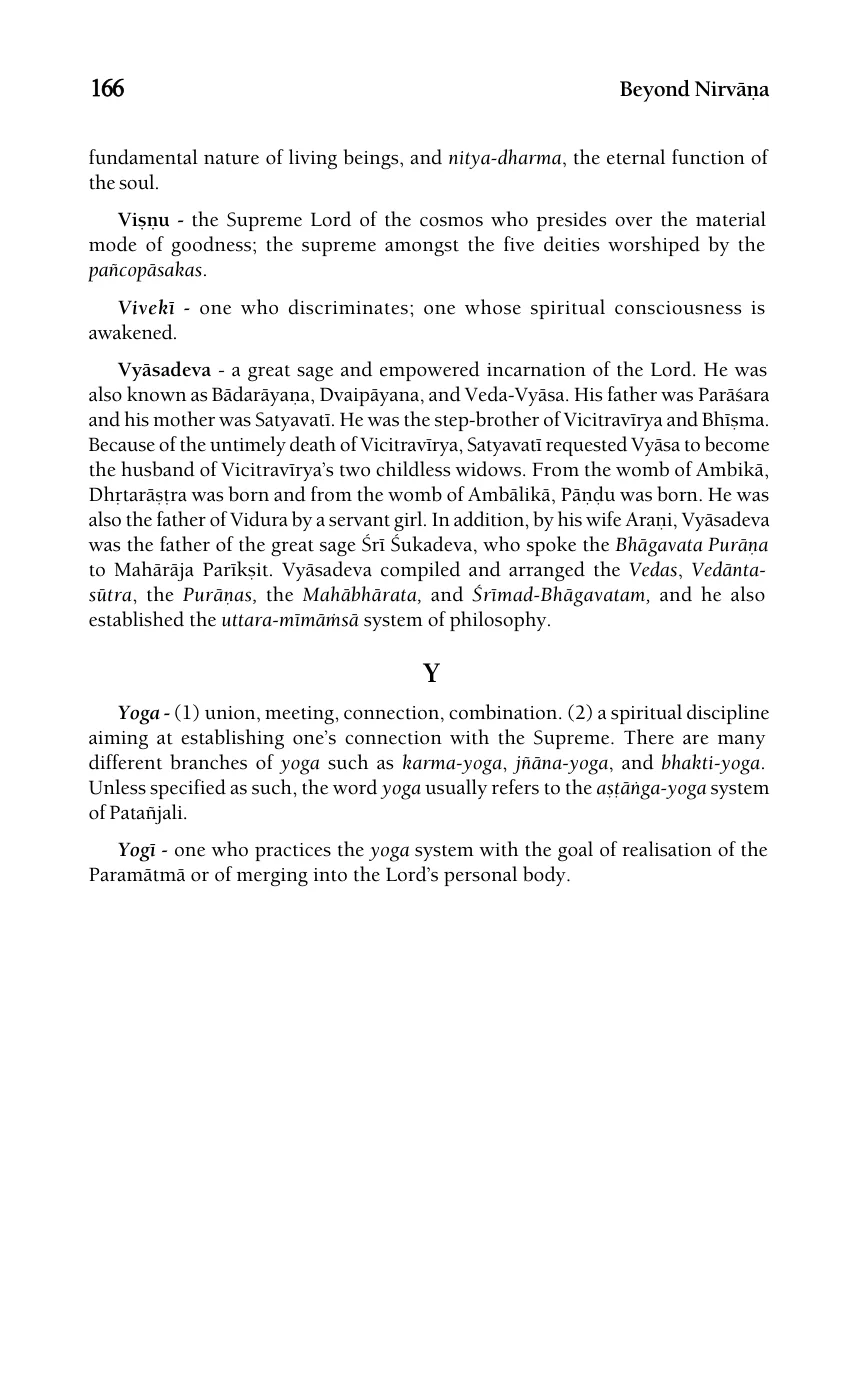 166
Beyond Nirvāṇa
fundamental nature of living beings, and nitya-dharma, the eternal function of
the soul.
Viṣṇu - the Supreme Lord of the cosmos who presides over the material
mode of goodness; the supreme amongst the five deities worshiped by the
pañcopāsakas.
Vivekī - one who discriminates; one whose spiritual consciousness is
awakened.
Vyāsadeva - a great sage and empowered incarnation of the Lord. He was
also known as Bādarāyaṇa, Dvaipāyana, and Veda-Vyāsa. His father was Parāśara
and his mother was Satyavatī. He was the step-brother of Vicitravīrya and Bhīṣma.
Because of the untimely death of Vicitravīrya, Satyavatī requested Vyāsa to become
the husband of Vicitravīrya’s two childless widows. From the womb of Ambikā,
Dhṛtarāṣṭra was born and from the womb of Ambālikā, Pāṇḍu was born. He was
also the father of Vidura by a servant girl. In addition, by his wife Araṇi, Vyāsadeva
was the father of the great sage Śrī Śukadeva, who spoke the Bhāgavata Purāṇa
to Mahārāja Parīkṣit. Vyāsadeva compiled and arranged the Vedas, Vedānta-
sūtra, the Purāṇas, the Mahābhārata, and Śrīmad-Bhāgavatam, and he also
established the uttara-mīmāṁsā system of philosophy.
Y
Yoga - (1) union, meeting, connection, combination. (2) a spiritual discipline
aiming at establishing one’s connection with the Supreme. There are many
different branches of yoga such as karma-yoga, jñāna-yoga, and bhakti-yoga.
Unless specified as such, the word yoga usually refers to the aṣṭāṅga-yoga system
of Patañjali.
Yogī - one who practices the yoga system with the goal of realisation of the
Paramātmā or of merging into the Lord’s personal body.